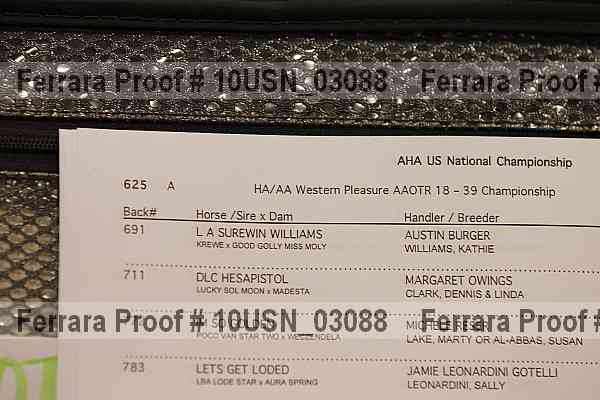 Ferrara Proof # 10USN_03088 Ferrara Proof #
AHA US National Championship
625 A HA/AA Western Pleasure AAOTR 18 - 39 Championship
Back# Horse /Sire x Dam Handler / Breeder
691 L A SUREWIN WILLIAMS AUSTIN BURGER
KREWE x GOOD GOLLY MISS MOLY WILLIAMS, KATHIE
711 DLC HESAPISTOL MARGARET OWINGS
LUCKY SOL MOON x MADESTA CLARK, DENNIS & LINDA
Ferrara Proof # 10USN_03088 Ferrara Proof #
SO GOLDEN MICHELE
POCO VAN STAR TWO x LAKE, MARTY OR AL-ABBAS, SUSAN
783 LETS GET LODED JAMIE LEONARDINI GOTELLI
LBA LODE STAR x AURA SPRING LEONARDINI, SALLY